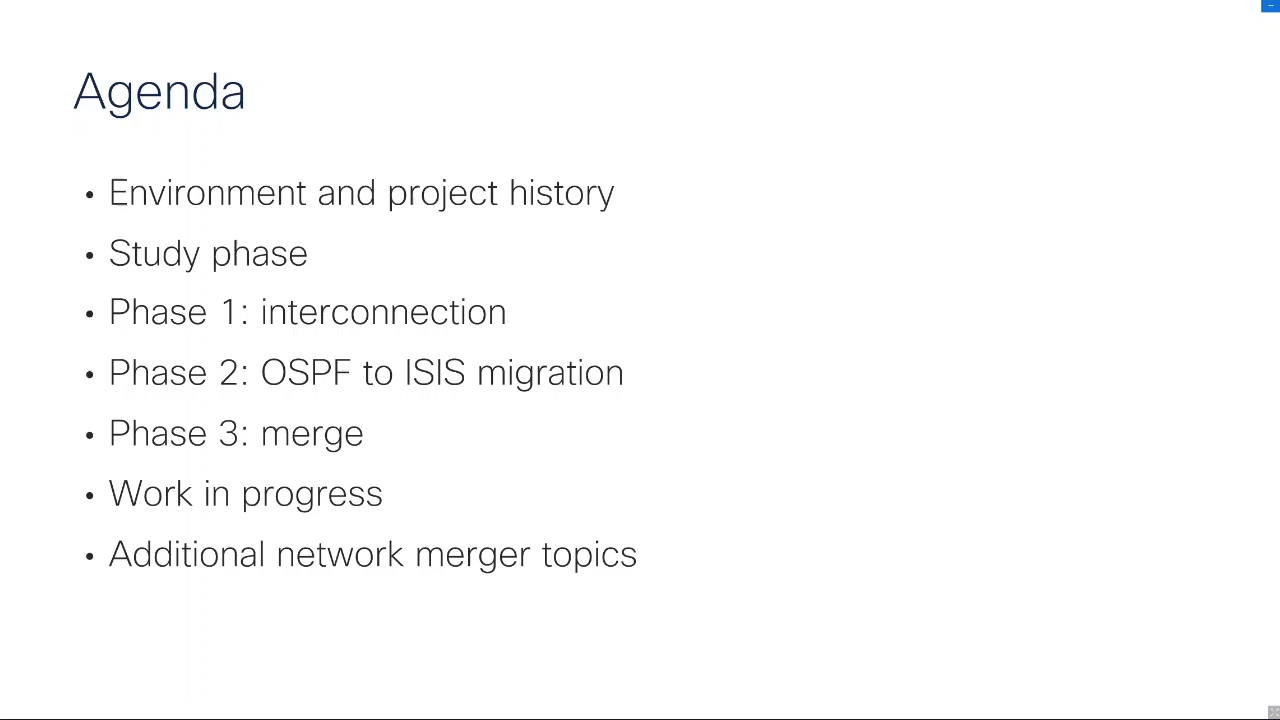 Agenda
• Environment and project history
• Study phase
• Phase 1: interconnection
• Phase 2: OSPF to ISIS migration
• Phase 3: merge
• Work in progress
• Additional network merger topics